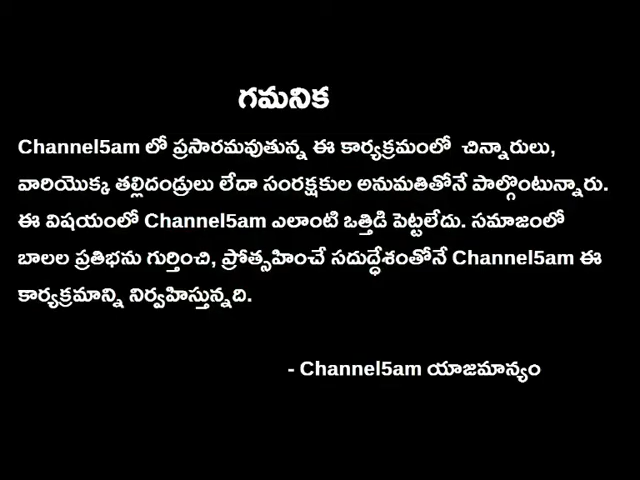 గమనిక
Channel5am లో ప్రసారమవుతున్న ఈ కార్యక్రమంలో చిన్నారులు,
వారియొక్క తల్లిదండ్రులు లేదా సంరక్షకుల అనుమతితోనే పాల్గొంటున్నారు.
ఈ విషయంలో Channel5am ఎలాంటి ఒత్తిడి పెట్టలేదు. సమాజంలో
బాలల ప్రతిభను గుర్తించి, ప్రోత్సహించే సదుద్ధేశంతోనే Channel5am ఈ
కార్యక్రమాన్ని నిర్వహిస్తున్నది.
- Channel5am యాజమాన్యం